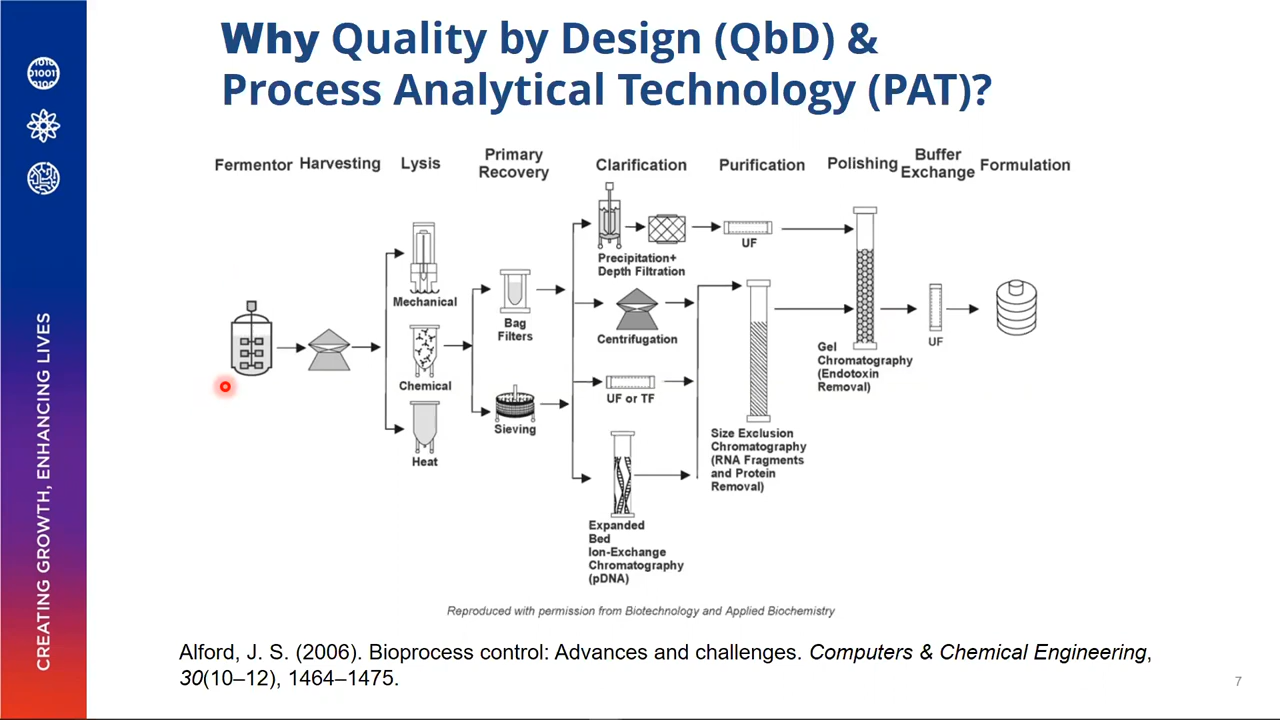 Why Quality by Design (QbD) &
Process Analytical Technology (PAT)?
Fermentor
Harvesting
Lysis
Primary
Recovery
Clarification
Purification
Polishing
Buffer
Exchange
Formulation
Mechanical
Chemical
Heat
Bag
Filters
Sieving
Precipitation+
Depth Filtration
Centrifugation
UF or TF
Expanded
Bed
Ion-Exchange
Chromatography
(pDNA)
UF
Size Exclusion
Chromatography
(RNA Fragments
and Protein
Removal)
Gel
Chromatography
(Endotoxin
Removal)
UF
Reproduced with permission from Biotechnology and Applied Biochemistry
Alford, J. S. (2006). Bioprocess control: Advances and challenges. Computers & Chemical Engineering,
30(10–12), 1464–1475.
7
CREATING GROWTH, ENHANCING LIVES